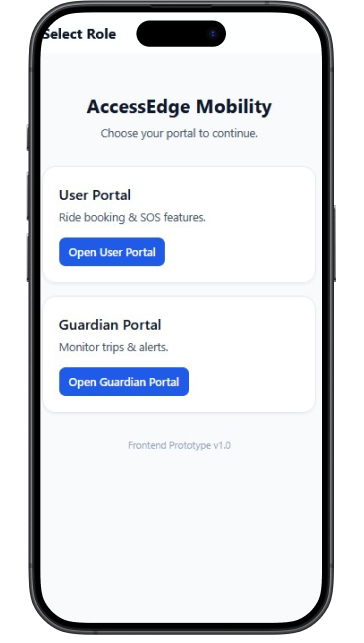 Select Role
AccessEdge Mobility
Choose your portal to continue.
User Portal
Ride booking & SOS features.
Open User Portal
Guardian Portal
Monitor trips & alerts.
Open Guardian Portal
Frontend Prototype v1.0